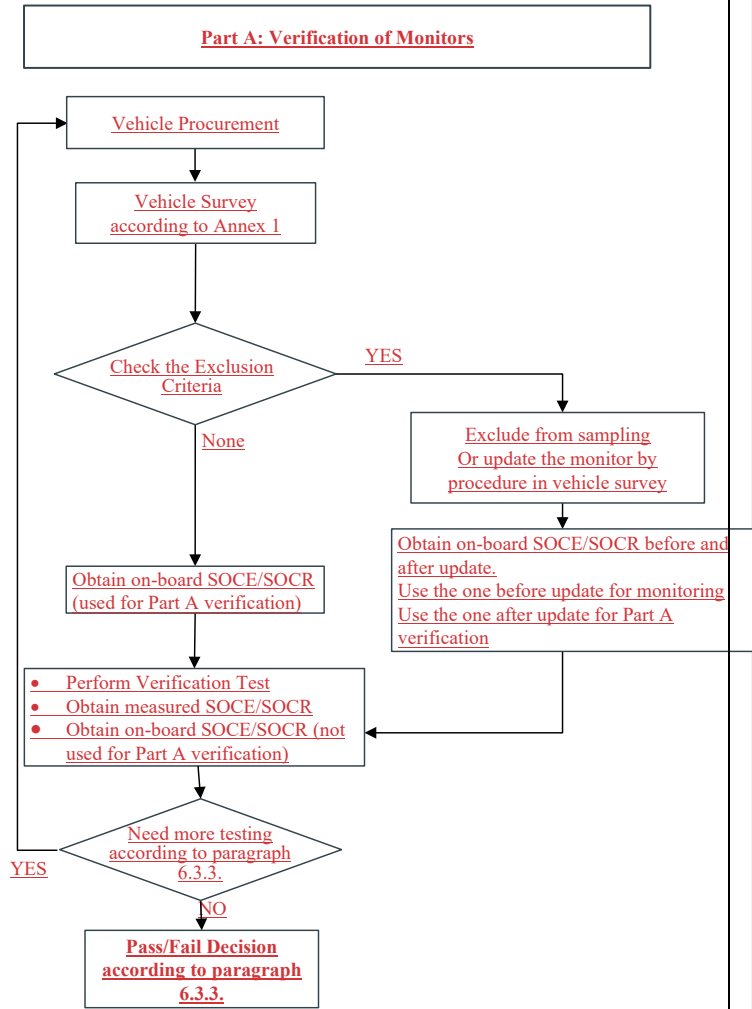 Part A: Verification of Monitors
Vehicle Procurement
Vehicle Survey
according to Annex 1
Check the Exclusion
Criteria
YES
None
Exclude from sampling
Or update the monitor by
procedure in vehicle survey
Obtain on-board SOCE/SOCR before and
after update.
Use the one before update for monitoring
Use the one after update for Part A
verification
Obtain on-board SOCE/SOCR
(used for Part A verification)
• Perform Verification Test
• Obtain measured SOCE/SOCR
• Obtain on-board SOCE/SOCR (not
used for Part A verification)
Need more testing
according to paragraph
6.3.3.
YES
NO
Pass/Fail Decision
according to paragraph
6.3.3.